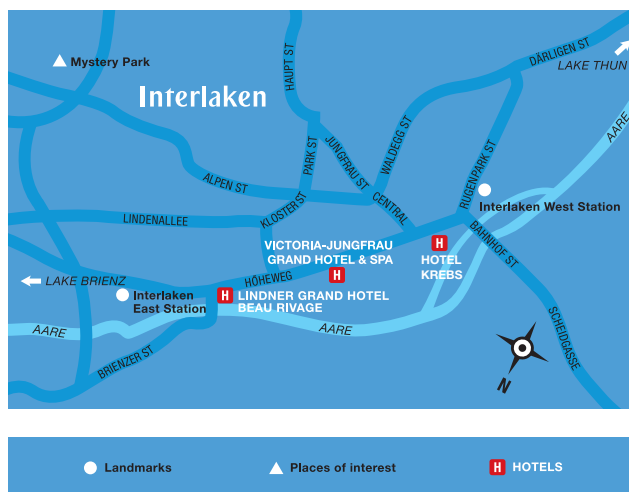 Mystery Park
Interlaken
HAUPT ST
DÄRLIGEN ST
LAKE THUN
AARE
WALDEGG ST
JUNGFRAU ST
PARK ST
RUGENPARK ST
ALPEN ST
CENTRAL
KLOSTER ST
LINDENALLEE
Interlaken West Station
BAHNHOF ST
VICTORIA-JUNGFRAU
GRAND HOTEL & SPA
H
H
HOTEL
KREBS
HÖHEWEG
LAKE BRIENZ
Interlaken
East Station
H LINDNER GRAND HOTEL
BEAU RIVAGE
AARE
AARE
BRIENZER ST
SCHEIDGASSE
N
Landmarks
Places of interest
H HOTELS